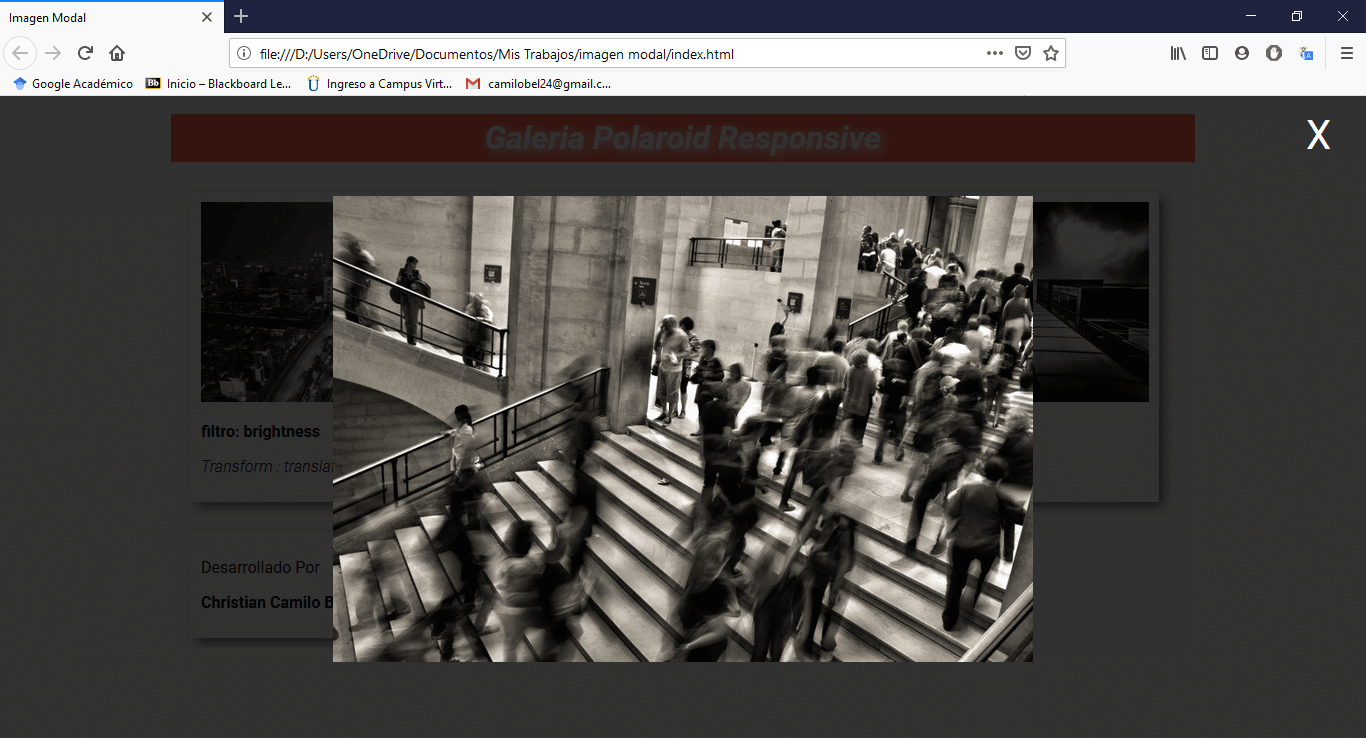 Imagen Modal
file:///D:/Users/OneDrive/Documentos/Mis Trabajos/imagen modal/index.html
Google Académico Inicio – Blackboard Le... Ingreso a Campus Virt... camilobel24@gmail.c...
Galeria Polaroid Responsive
X
filtro: brightness
Transform : translat
Desarrollado Por
Christian Camilo B